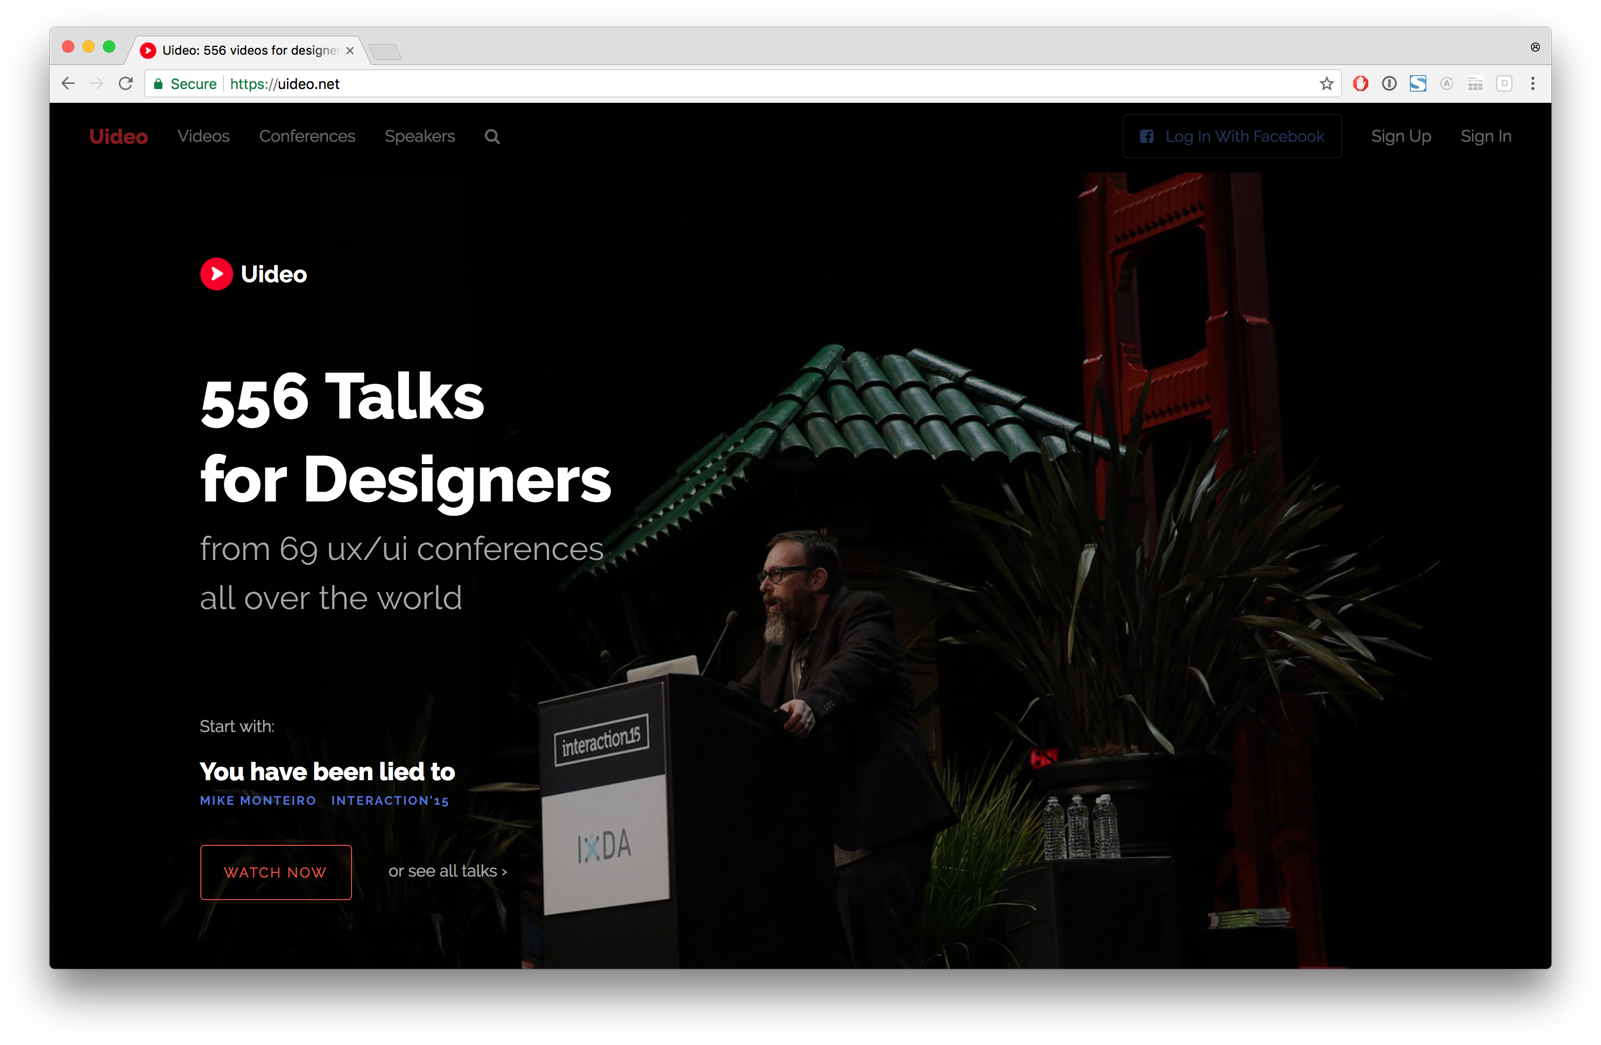 Uideo: 556 videos for designer
Secure https://uideo.net
Uideo Videos Conferences Speakers Log In With Facebook Sign Up Sign In
Uideo
556 Talks
for Designers
from 69 ux/ui conferences
all over the world
Start with:
You have been lied to
MIKE MONTEIRO INTERACTION'15
WATCH NOW or see all talks ›
interaction15
IXDA